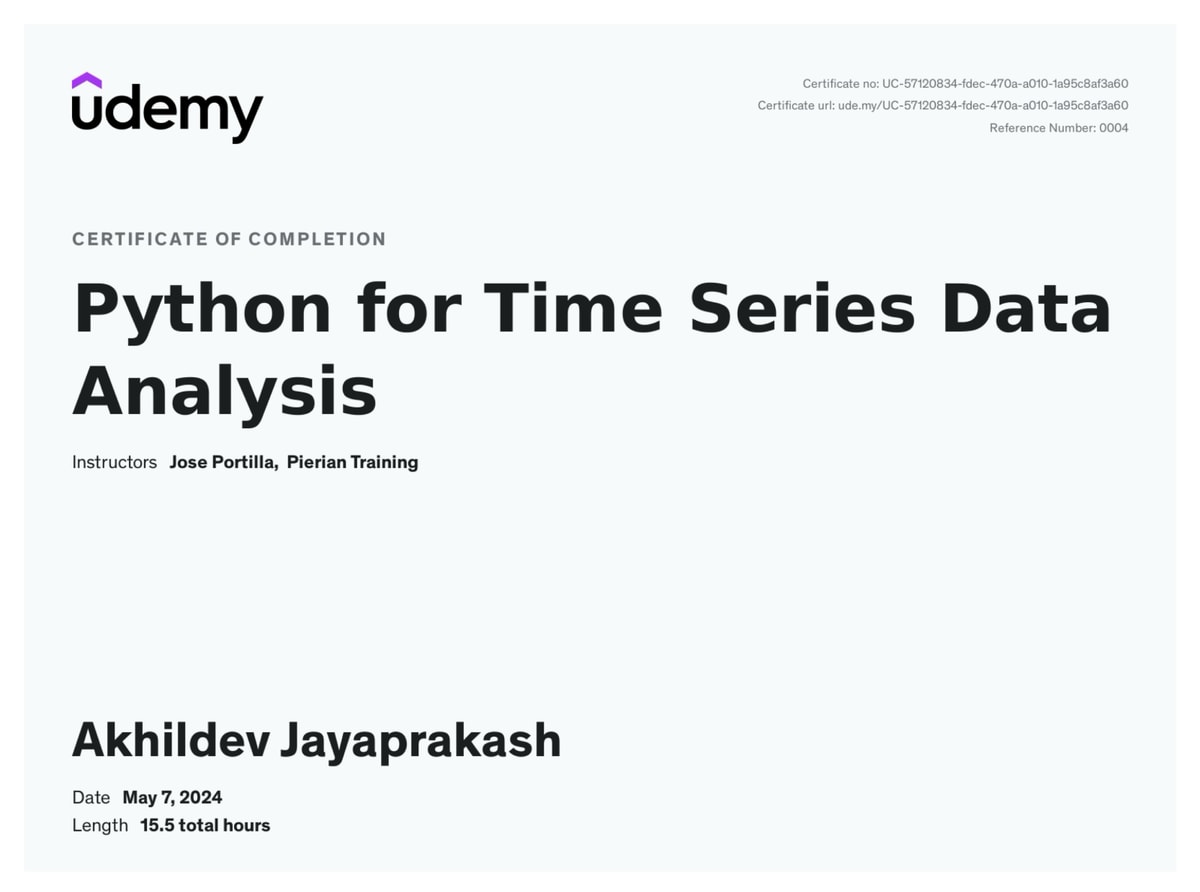 udemy
Certificate no: UC-57120834-fdec-470a-a010-1a95c8af3a60
Certificate url: ude.my/UC-57120834-fdec-470a-a010-1a95c8af3a60
Reference Number: 0004
CERTIFICATE OF COMPLETION
Python for Time Series Data
Analysis
Instructors Jose Portilla, Pierian Training
Akhildev Jayaprakash
Date May 7, 2024
Length 15.5 total hours